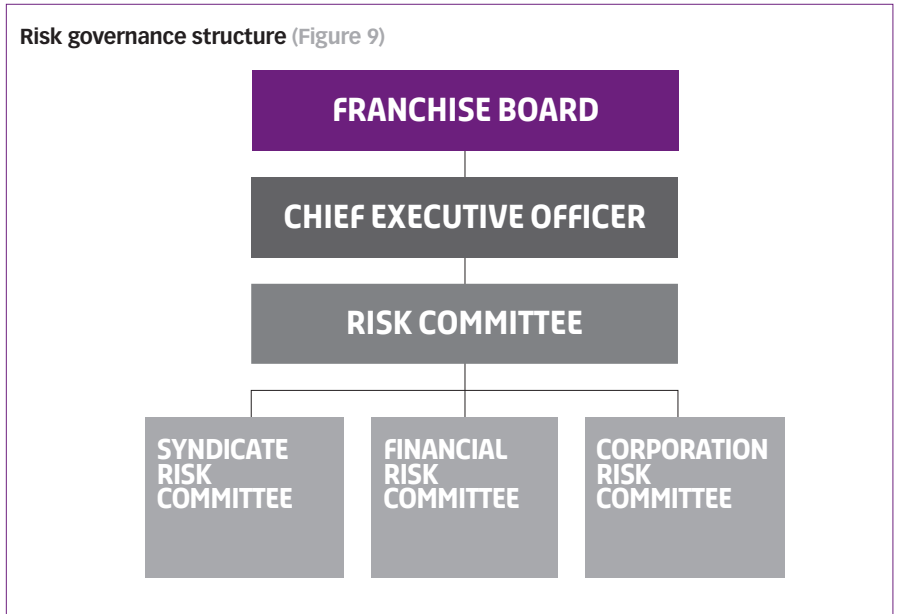 Risk governance structure (Figure 9)
FRANCHISE BOARD
CHIEF EXECUTIVE OFFICER
RISK COMMITTEE
SYNDICATE
RISK
COMMITTEE
FINANCIAL
RISK
COMMITTEE
CORPORATION
RISK
COMMITTEE